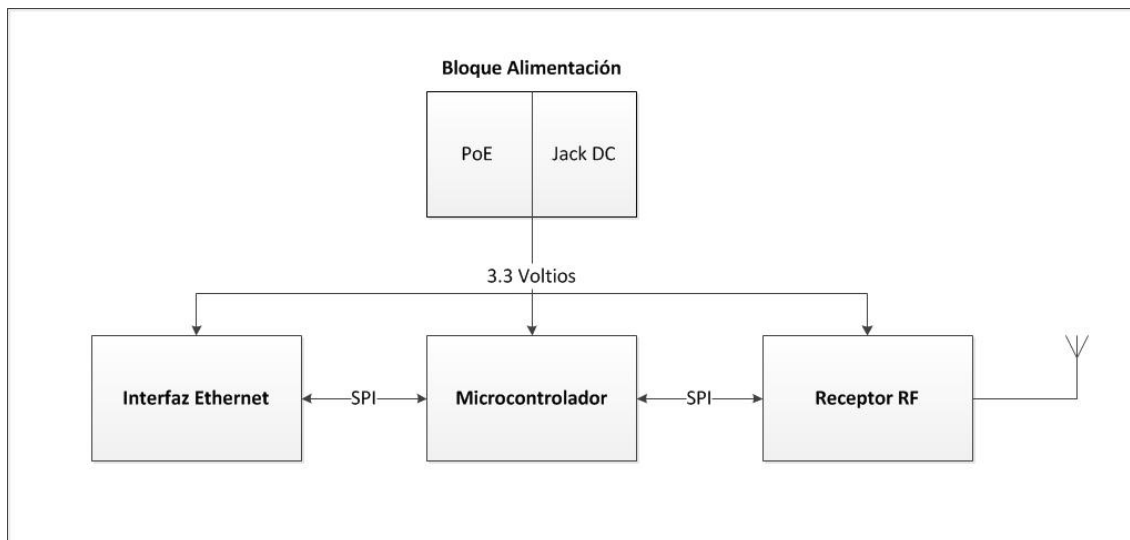 Bloque Alimentación
PoE
Jack DC
3.3 Voltios
Interfaz Ethernet
SPI
Microcontrolador
SPI
Receptor RF